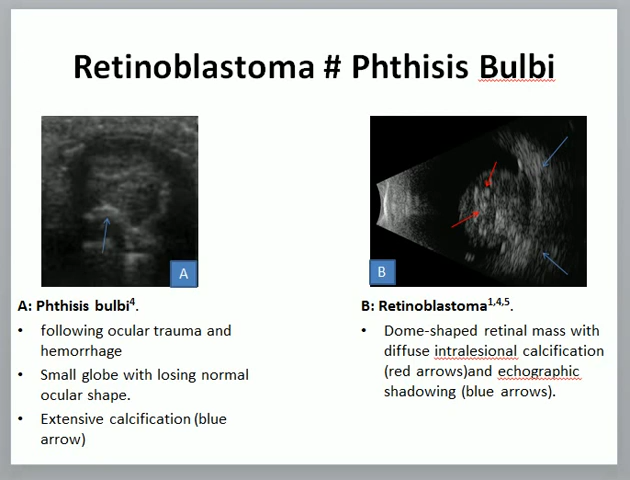 Retinoblastoma # Phthisis Bulbi
A
B
A: Phthisis bulbi⁴.
• following ocular trauma and
hemorrhage
• Small globe with losing normal
ocular shape.
• Extensive calcification (blue
arrow)
B: Retinoblastoma¹,⁴,⁵.
• Dome-shaped retinal mass with
diffuse intralesional calcification
(red arrows)and echographic
shadowing (blue arrows).